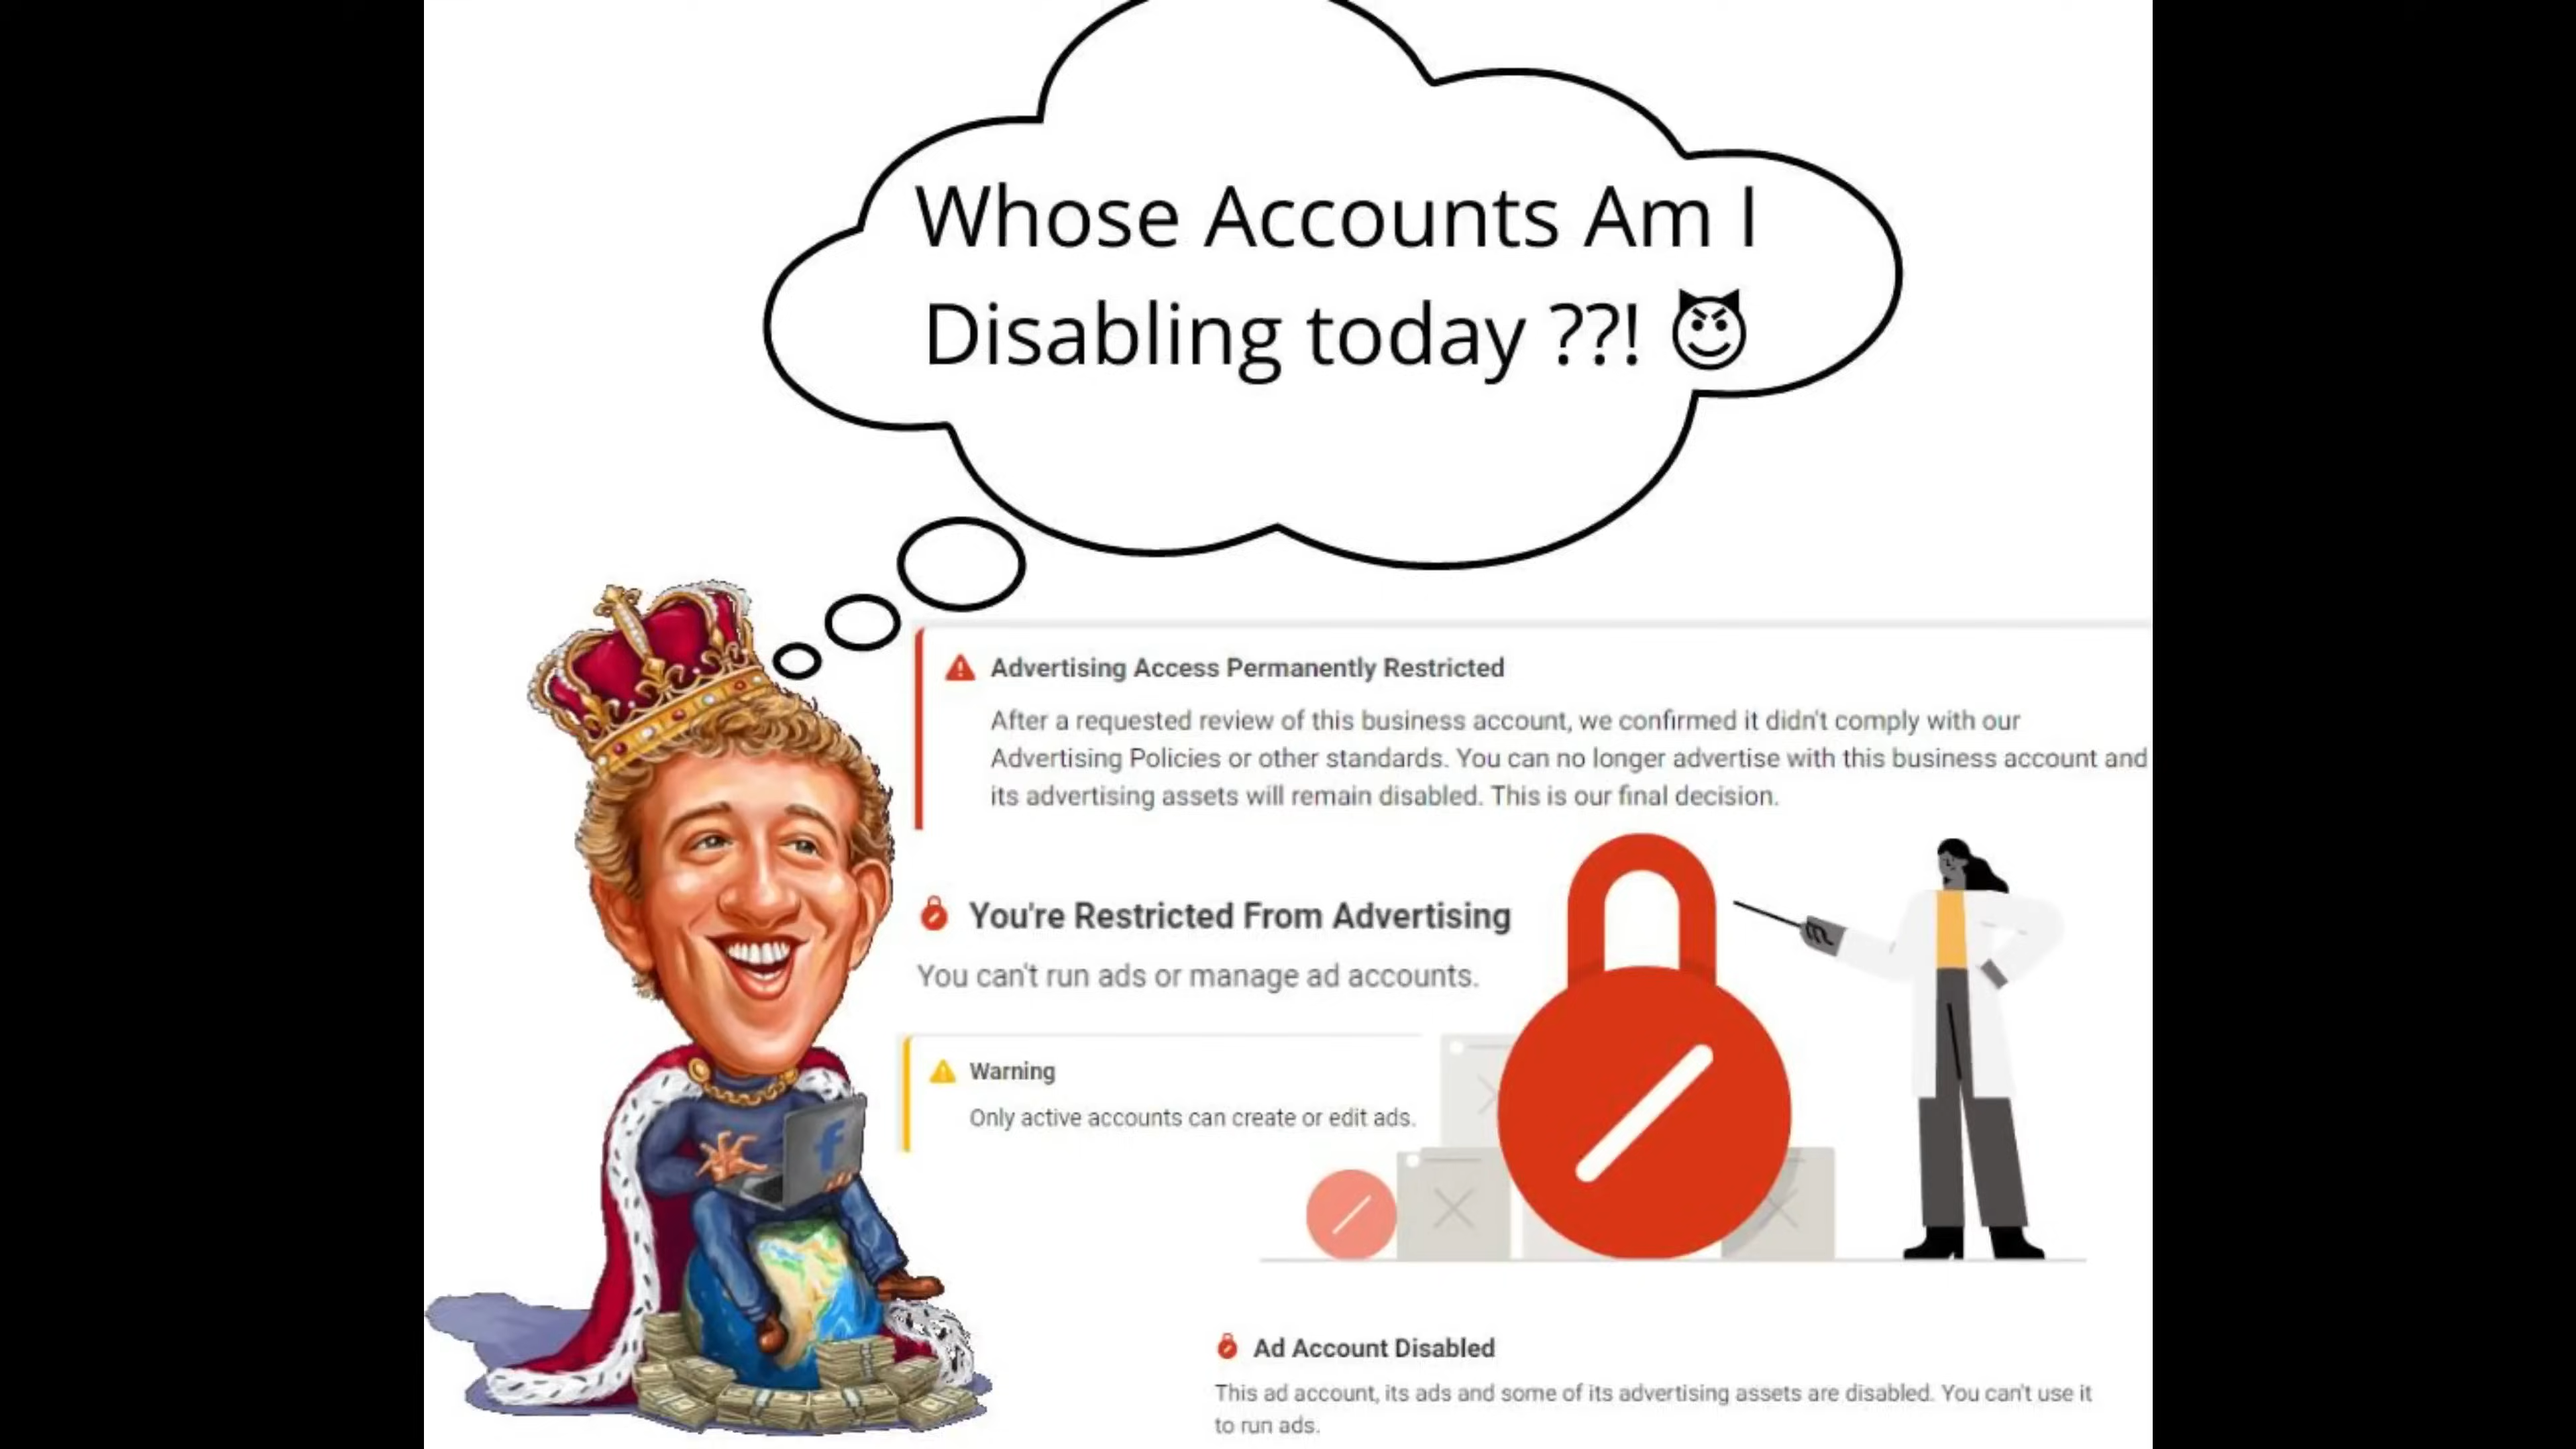 Whose Accounts Am I
Disabling today ??! 😈
Advertising Access Permanently Restricted
After a requested review of this business account, we confirmed it didn't comply with our
Advertising Policies or other standards. You can no longer advertise with this business account and
its advertising assets will remain disabled. This is our final decision.
You're Restricted From Advertising
You can't run ads or manage ad accounts.
Warning
Only active accounts can create or edit ads.
f
Ad Account Disabled
This ad account, its ads and some of its advertising assets are disabled. You can't use it
to run ads.